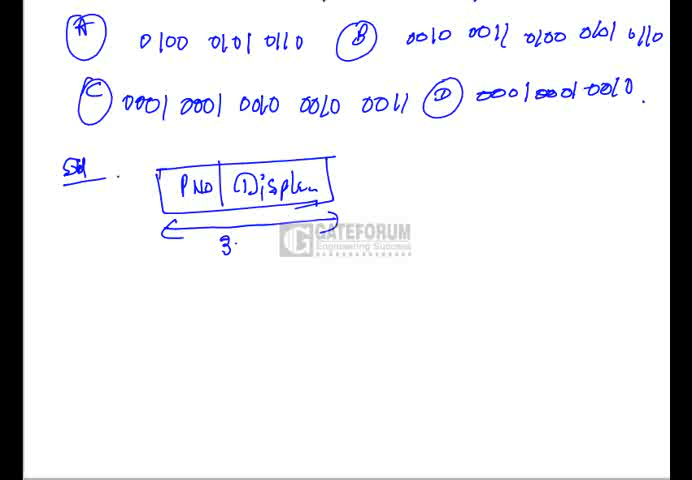 A 0100 0101 0110 B 0010 0011 0100 0101 0110
C 0001 0001 0010 0010 0011 D 0001 0001 0010.
Sol.
P NO Displa
3.
GATEFORUM
Engineering Success